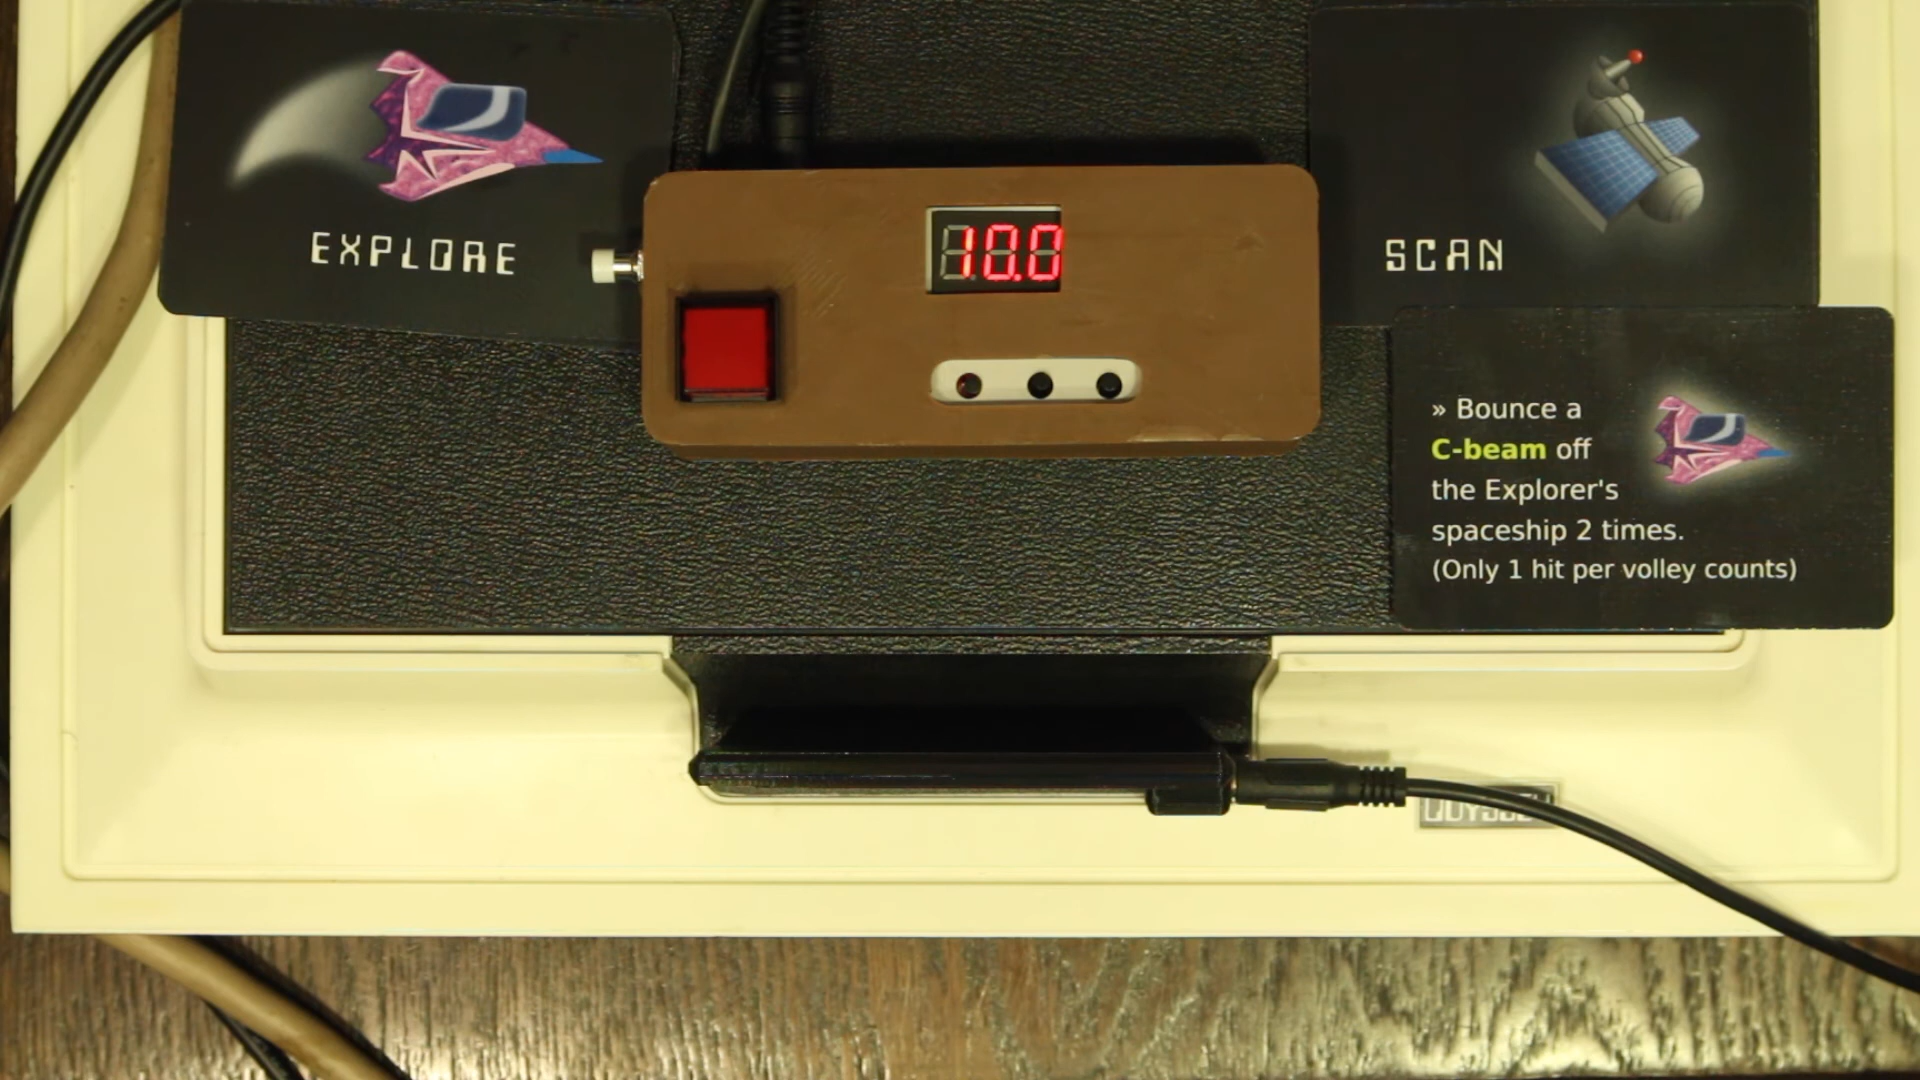 EXPLORE
SCAN
10.0
» Bounce a
C-beam off
the Explorer's
spaceship 2 times.
(Only 1 hit per volley counts)